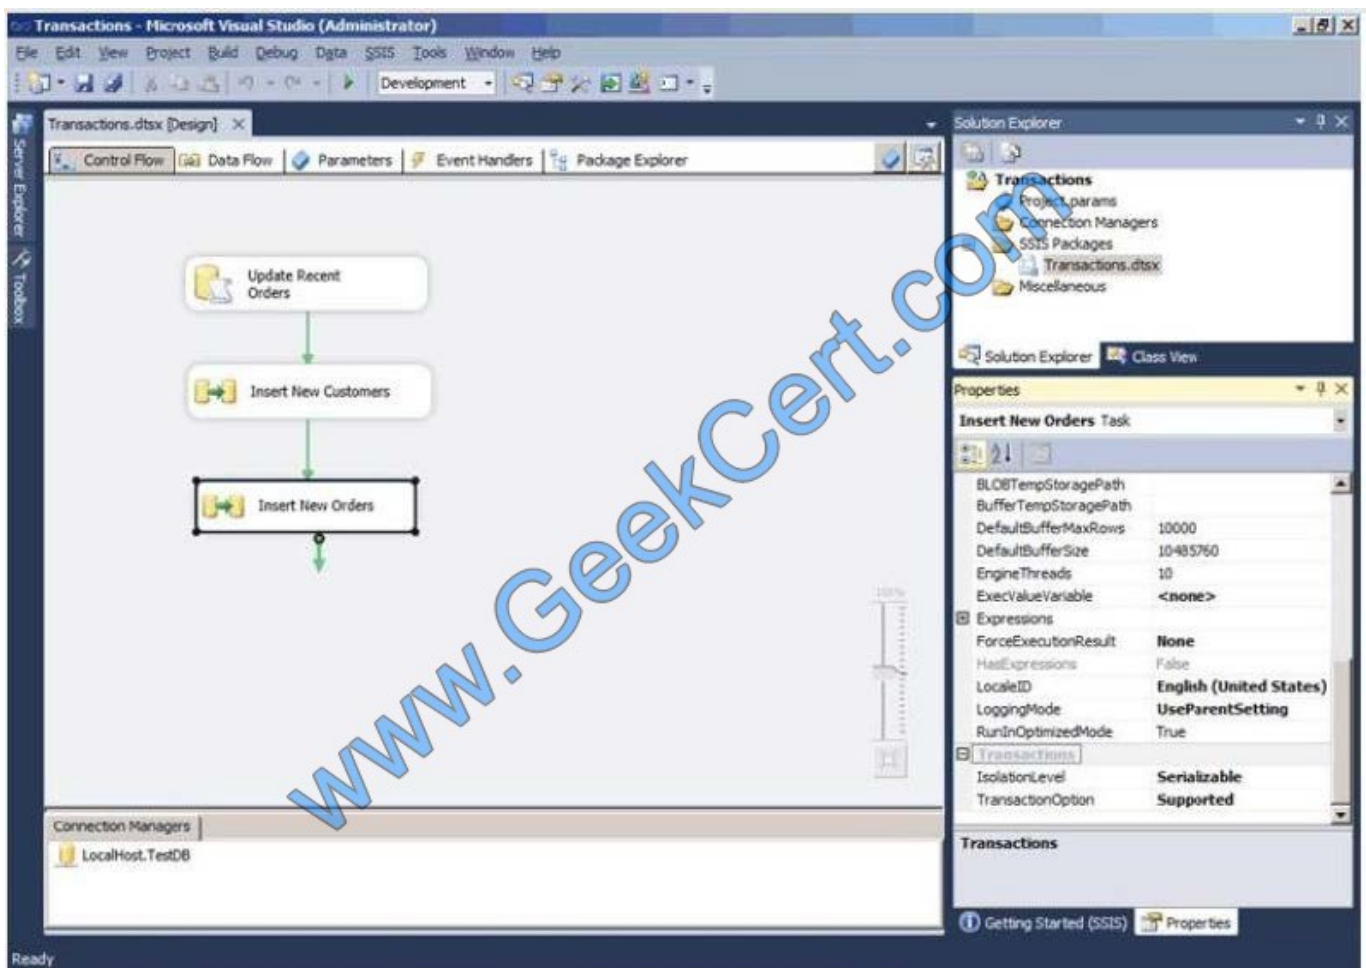 Transactions - Microsoft Visual Studio (Administrator)
File Edit View Project Build Debug Data SSIS Tools Window Help
Development
Server Explorer
Toolbox
Transactions.dtsx [Design]
Control Flow Data Flow Parameters Event Handlers Package Explorer
Update Recent
Orders
Insert New Customers
Insert New Orders
100%
Connection Managers
LocalHost.TestDB
Solution Explorer
Transactions
Project.params
Connection Managers
SSIS Packages
Transactions.dtsx
Miscellaneous
Solution Explorer Class View
Properties
Insert New Orders Task
BLOBTempStoragePath
BufferTempStoragePath
DefaultBufferMaxRows 10000
DefaultBufferSize 10485760
EngineThreads 10
ExecValueVariable <none>
Expressions
ForceExecutionResult None
HasExpressions False
LocaleID English (United States)
LoggingMode UseParentSetting
RunInOptimizedMode True
Transactions
IsolationLevel Serializable
TransactionOption Supported
Transactions
Getting Started (SSIS) Properties
Ready
www.GeekCert.com